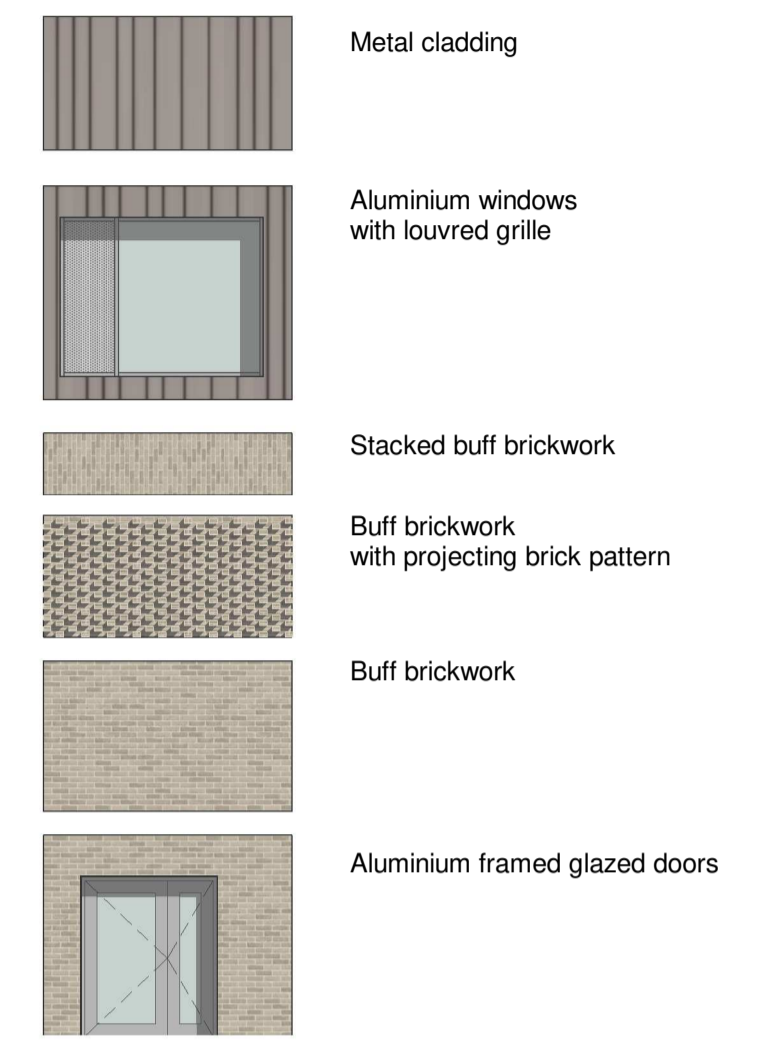 Metal cladding
Aluminium windows
with louvred grille
Stacked buff brickwork
Buff brickwork
with projecting brick pattern
Buff brickwork
Aluminium framed glazed doors